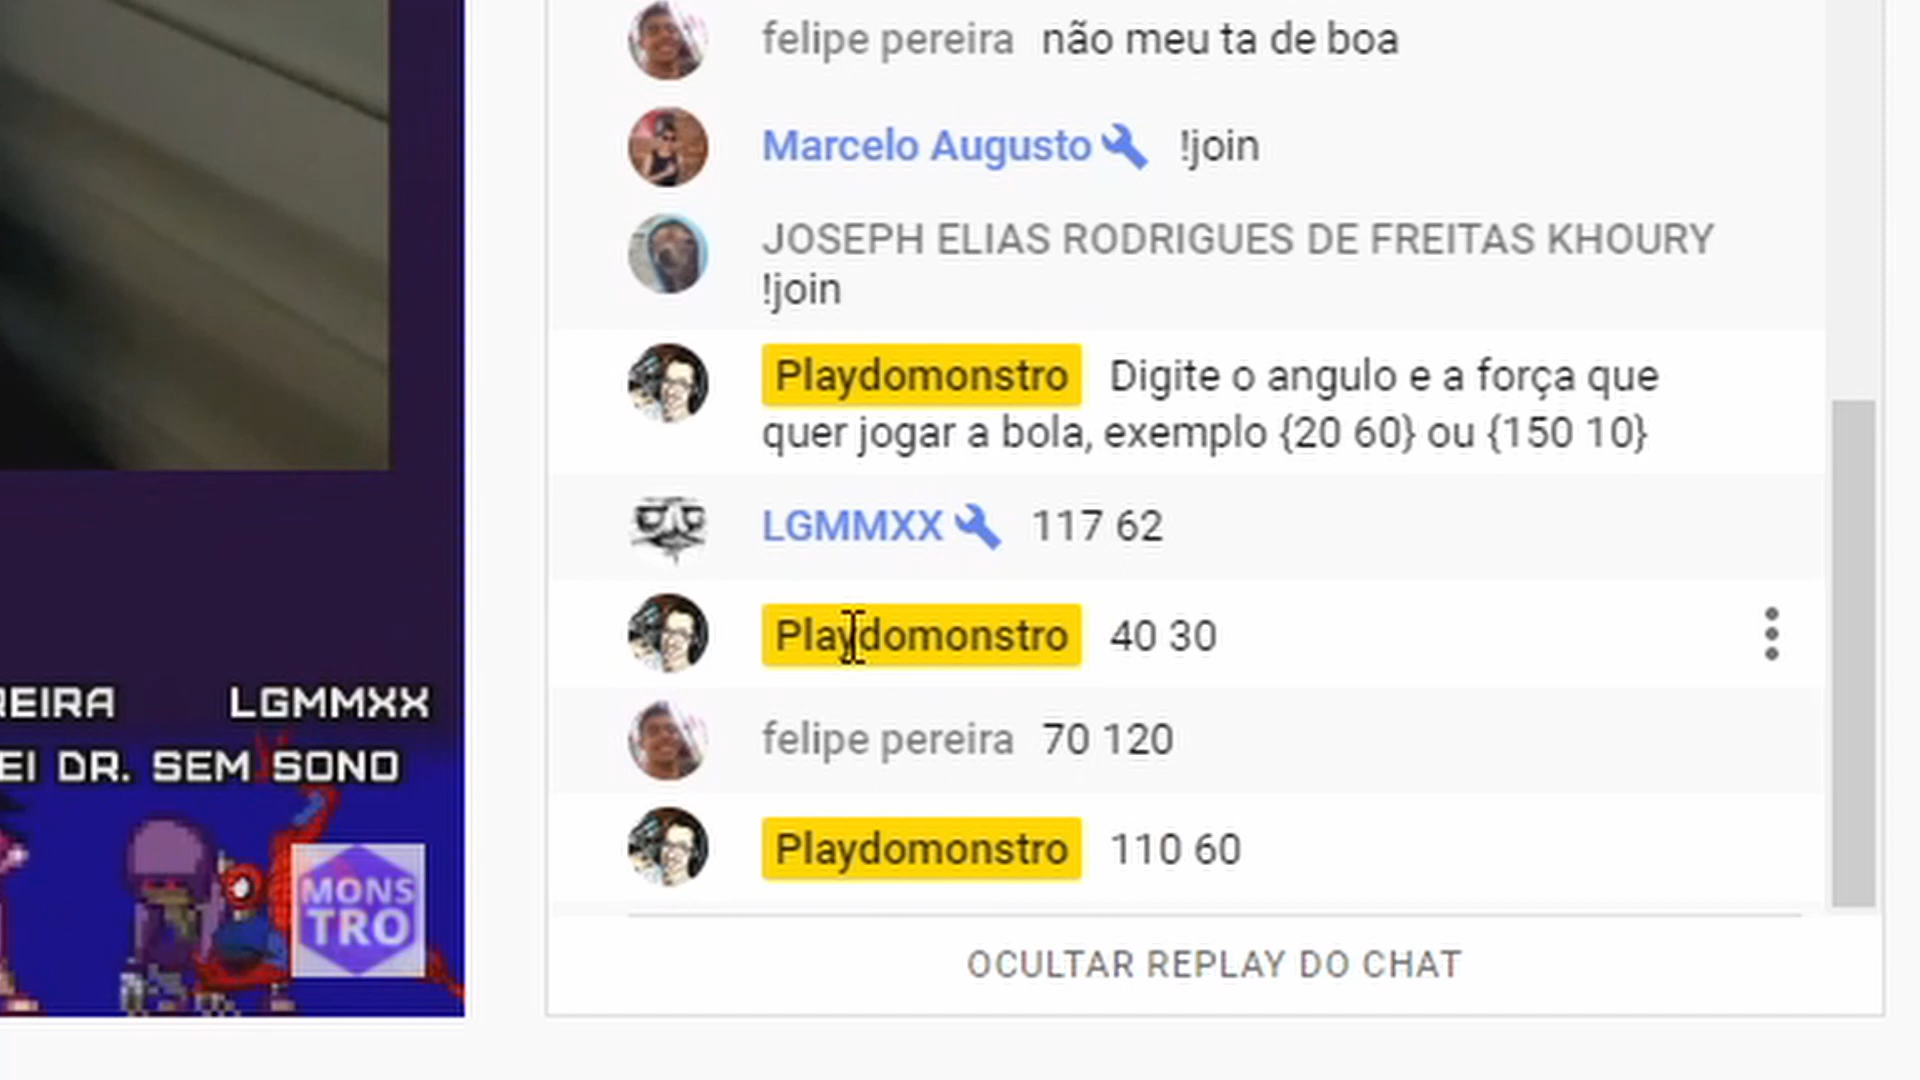 felipe pereira não meu ta de boa
Marcelo Augusto !join
JOSEPH ELIAS RODRIGUES DE FREITAS KHOURY
!join
Playdomonstro Digite o angulo e a força que
quer jogar a bola, exemplo {20 60} ou {150 10}
LGMMXX 117 62
Playdomonstro 40 30
felipe pereira 70 120
Playdomonstro 110 60
OCULTAR REPLAY DO CHAT
REIRA LGMMXX
EI DR. SEM SONO
MONS
TRO